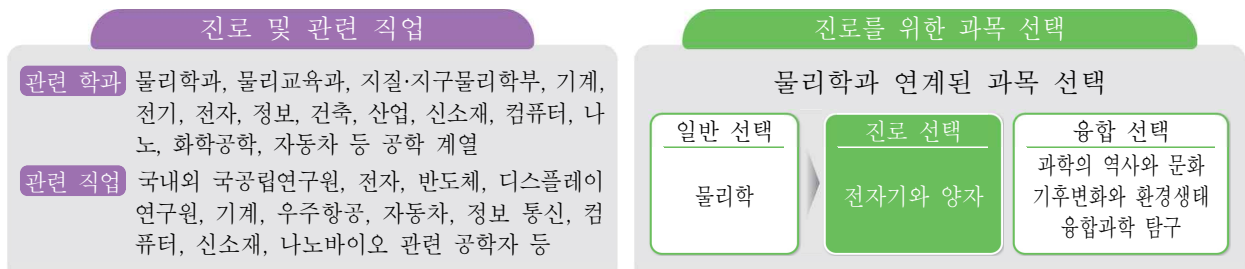 진로 및 관련 직업
관련 학과 물리학과, 물리교육과, 지질·지구물리학부, 기계,
전기, 전자, 정보, 건축, 산업, 신소재, 컴퓨터, 나
노, 화학공학, 자동차 등 공학 계열
관련 직업 국내외 국공립연구원, 전자, 반도체, 디스플레이
연구원, 기계, 우주항공, 자동차, 정보 통신, 컴
퓨터, 신소재, 나노바이오 관련 공학자 등
진로를 위한 과목 선택
물리학과 연계된 과목 선택
일반 선택
물리학
진로 선택
전자기와 양자
융합 선택
과학의 역사와 문화
기후변화와 환경생태
융합과학 탐구